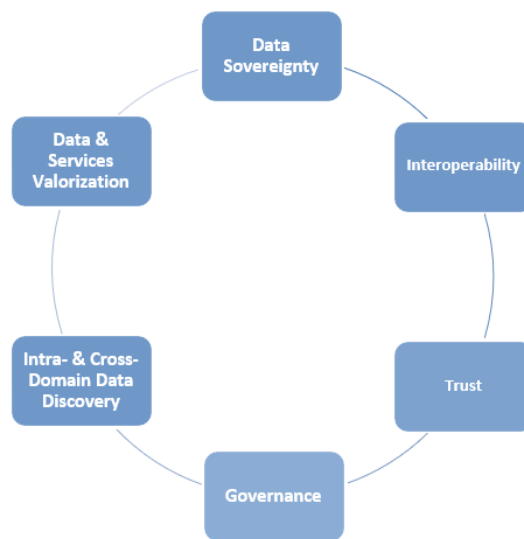 Data
Sovereignty
Interoperability
Trust
Governance
Intra- & Cross-
Domain Data
Discovery
Data &
Services
Valorization